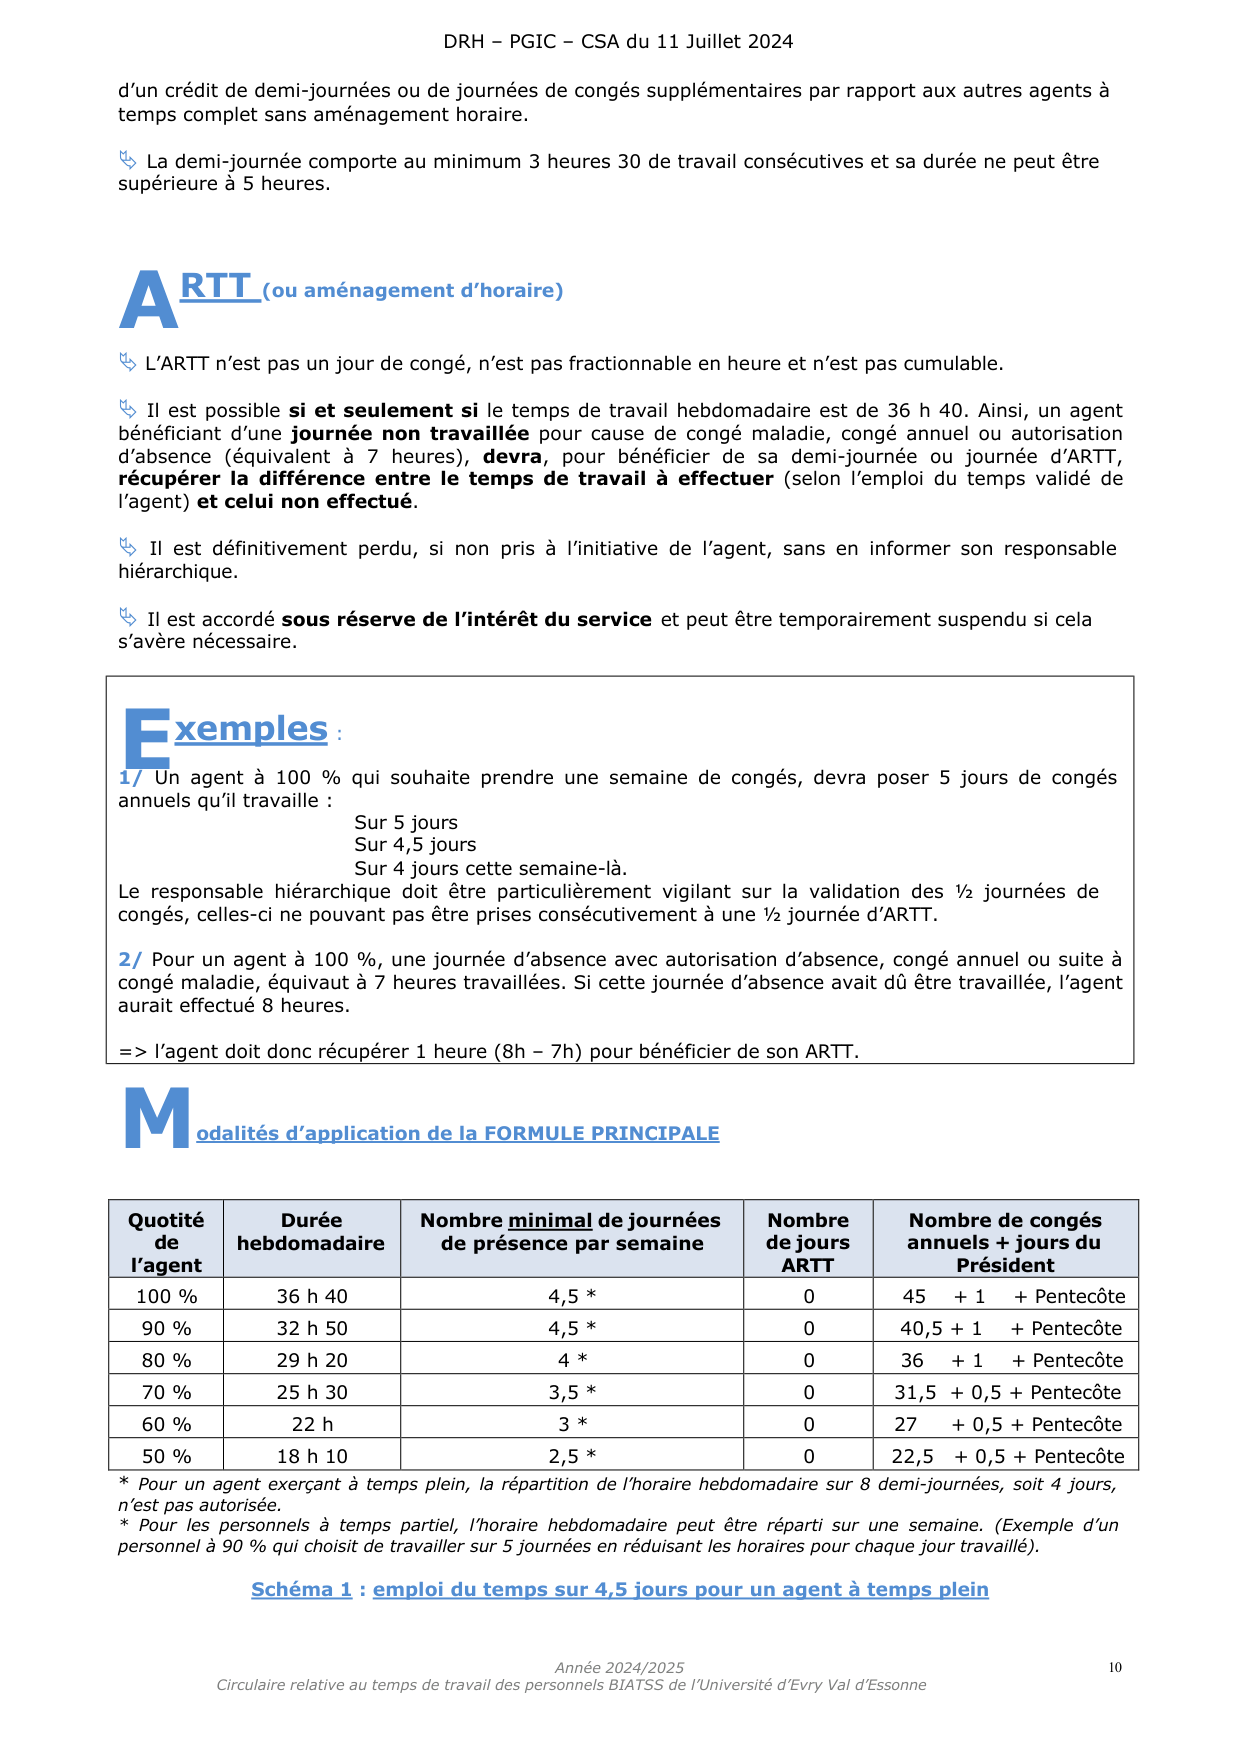 DRH – PGIC – CSA du 11 Juillet 2024
d’un crédit de demi-journées ou de journées de congés supplémentaires par rapport aux autres agents à
temps complet sans aménagement horaire.
La demi-journée comporte au minimum 3 heures 30 de travail consécutives et sa durée ne peut être
supérieure à 5 heures.
ARTT (ou aménagement d’horaire)
L’ARTT n’est pas un jour de congé, n’est pas fractionnable en heure et n’est pas cumulable.
Il est possible si et seulement si le temps de travail hebdomadaire est de 36 h 40. Ainsi, un agent
bénéficiant d’une journée non travaillée pour cause de congé maladie, congé annuel ou autorisation
d’absence (équivalent à 7 heures), devra, pour bénéficier de sa demi-journée ou journée d’ARTT,
récupérer la différence entre le temps de travail à effectuer (selon l’emploi du temps validé de
l’agent) et celui non effectué.
Il est définitivement perdu, si non pris à l’initiative de l’agent, sans en informer son responsable
hiérarchique.
Il est accordé sous réserve de l’intérêt du service et peut être temporairement suspendu si cela
s’avère nécessaire.
Exemples :
1/ Un agent à 100 % qui souhaite prendre une semaine de congés, devra poser 5 jours de congés
annuels qu’il travaille :
Sur 5 jours
Sur 4,5 jours
Sur 4 jours cette semaine-là.
Le responsable hiérarchique doit être particulièrement vigilant sur la validation des ½ journées de
congés, celles-ci ne pouvant pas être prises consécutivement à une ½ journée d’ARTT.
2/ Pour un agent à 100 %, une journée d’absence avec autorisation d’absence, congé annuel ou suite à
congé maladie, équivaut à 7 heures travaillées. Si cette journée d’absence avait dû être travaillée, l’agent
aurait effectué 8 heures.
=> l’agent doit donc récupérer 1 heure (8h – 7h) pour bénéficier de son ARTT.
Modalités d’application de la FORMULE PRINCIPALE
Quotité de l’agent Durée hebdomadaire Nombre minimal de journées de présence par semaine Nombre de jours ARTT Nombre de congés annuels + jours du Président
100 % 36 h 40 4,5 * 0 45 + 1 + Pentecôte
90 % 32 h 50 4,5 * 0 40,5 + 1 + Pentecôte
80 % 29 h 20 4 * 0 36 + 1 + Pentecôte
70 % 25 h 30 3,5 * 0 31,5 + 0,5 + Pentecôte
60 % 22 h 3 * 0 27 + 0,5 + Pentecôte
50 % 18 h 10 2,5 * 0 22,5 + 0,5 + Pentecôte
* Pour un agent exerçant à temps plein, la répartition de l’horaire hebdomadaire sur 8 demi-journées, soit 4 jours,
n’est pas autorisée.
* Pour les personnels à temps partiel, l’horaire hebdomadaire peut être réparti sur une semaine. (Exemple d’un
personnel à 90 % qui choisit de travailler sur 5 journées en réduisant les horaires pour chaque jour travaillé).
Schéma 1 : emploi du temps sur 4,5 jours pour un agent à temps plein
Année 2024/2025
10
Circulaire relative au temps de travail des personnels BIATSS de l’Université d’Evry Val d’Essonne